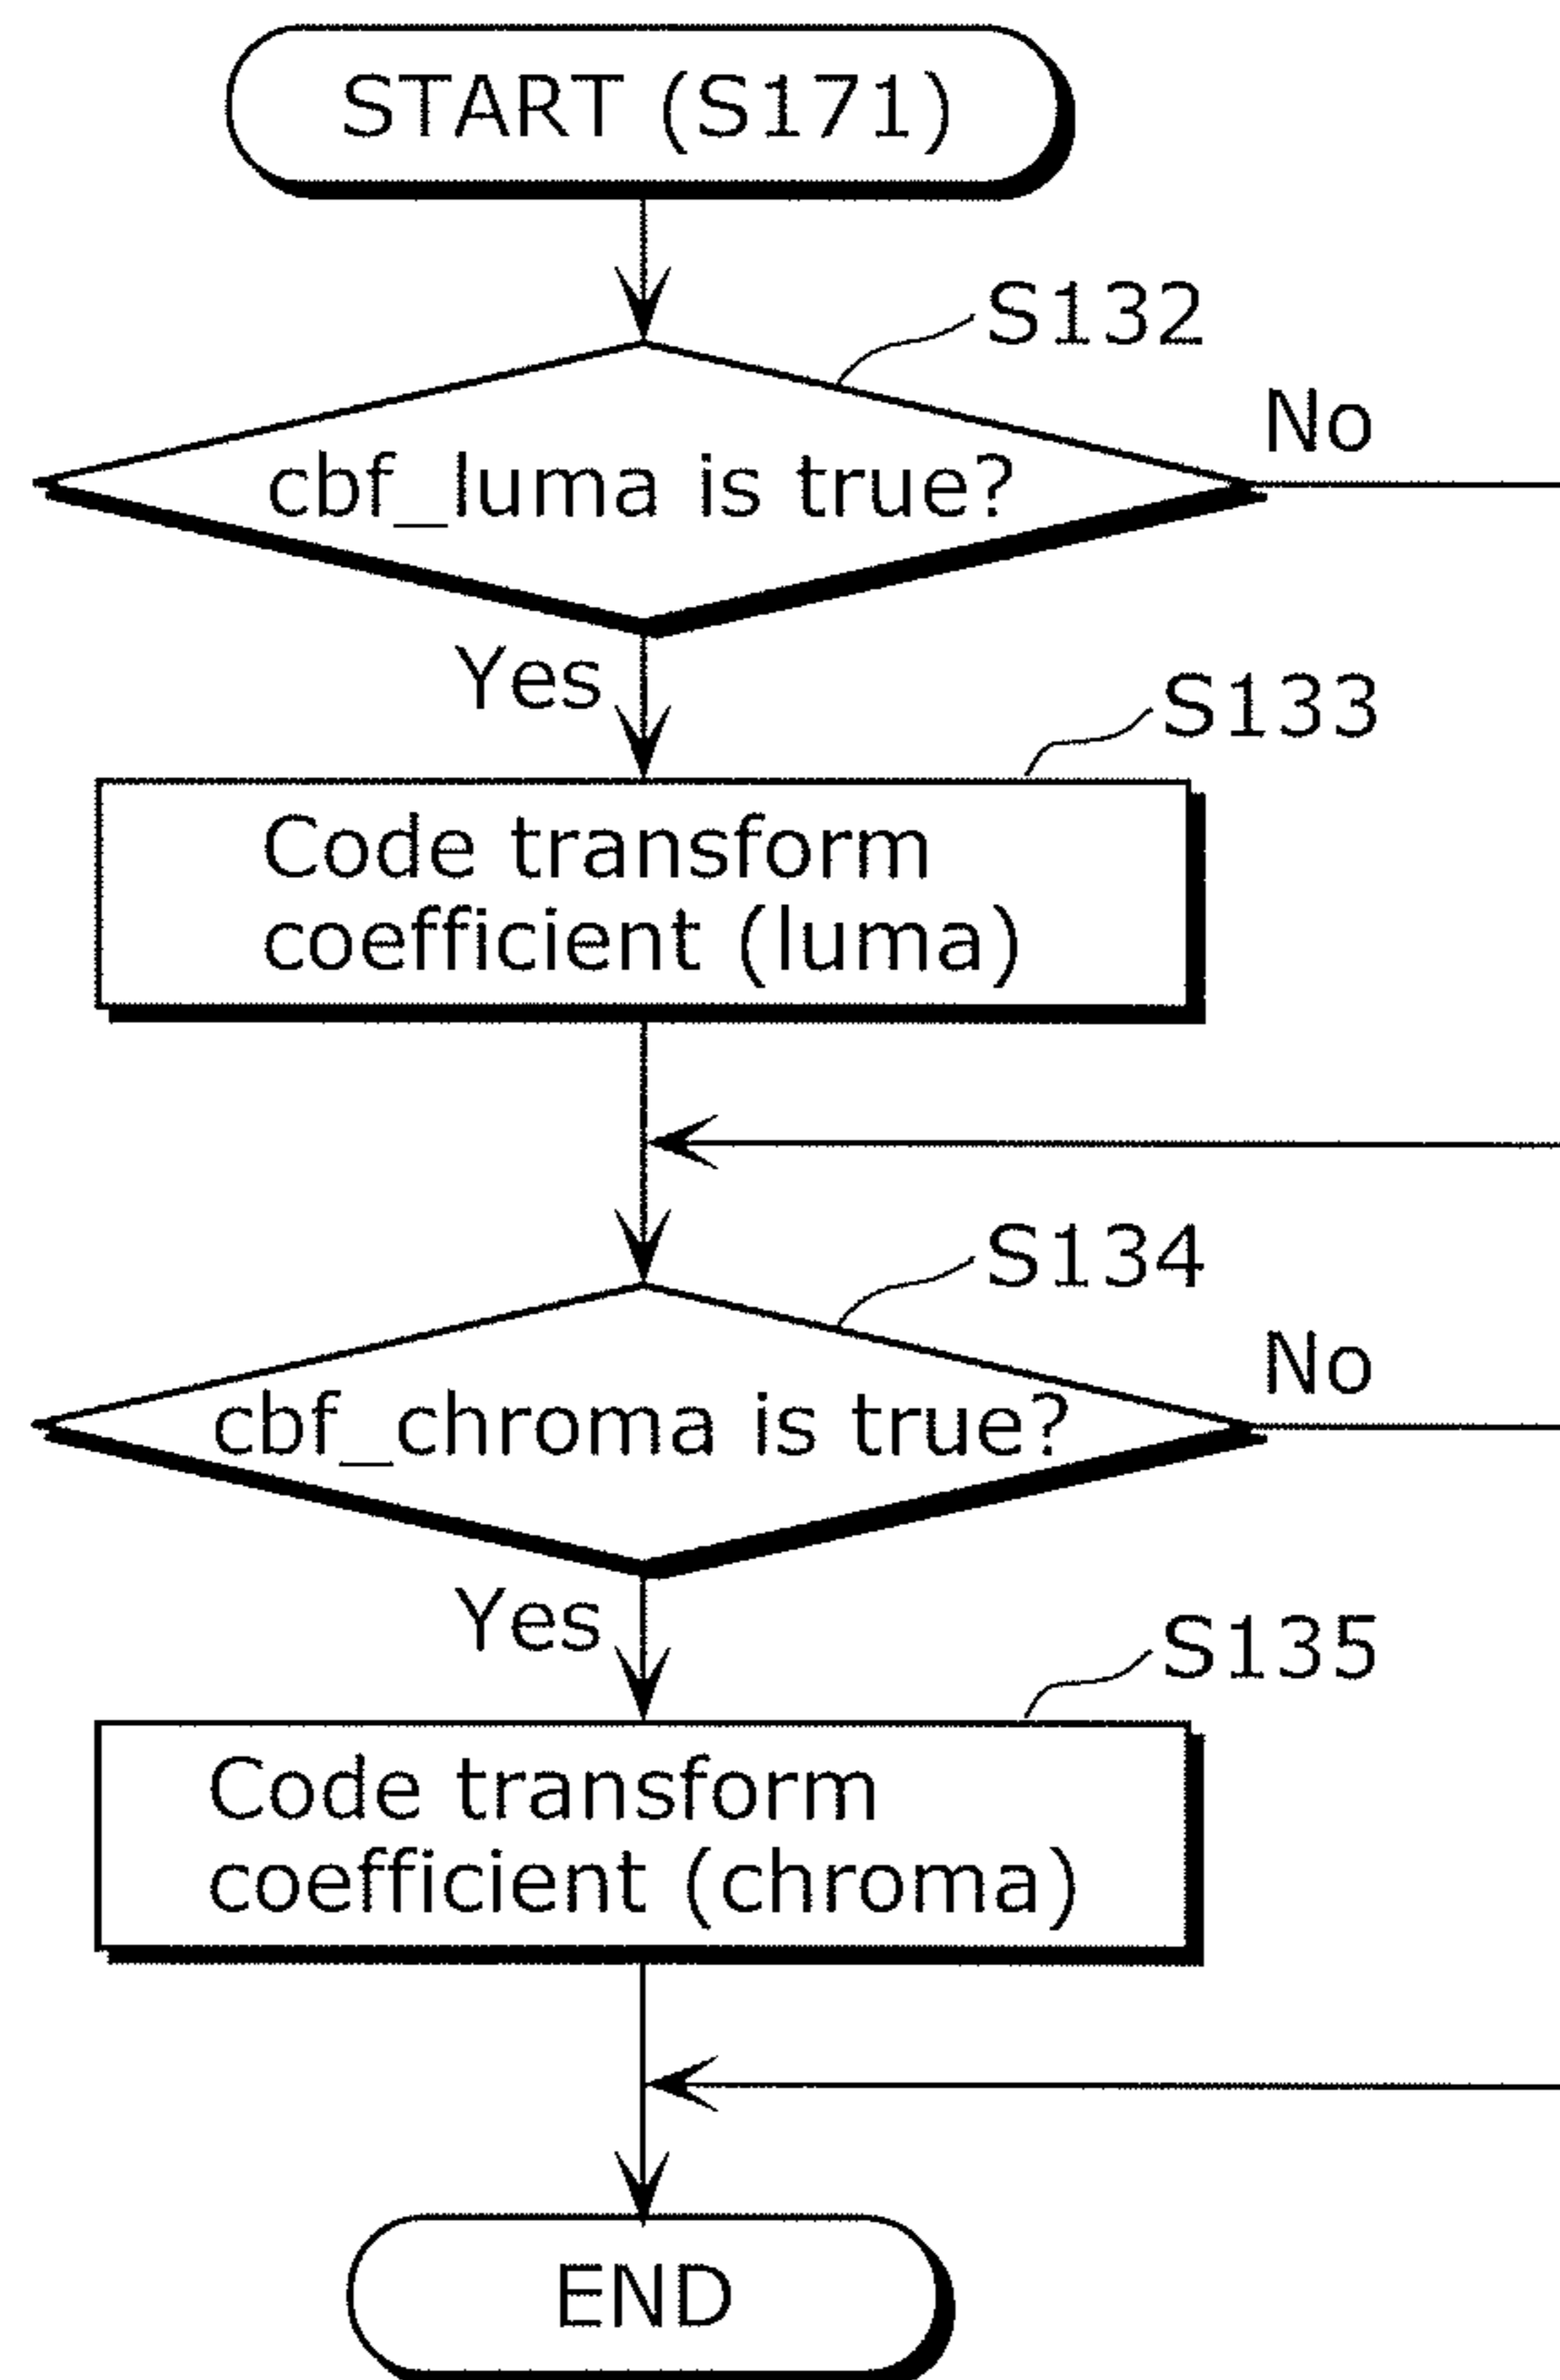 START (S171)
S132
No
cbf_luma is true?
Yes
S133
Code transform
coefficient (luma)
S134
No
cbf_chroma is true?
Yes
S135
Code transform
coefficient (chroma)
END